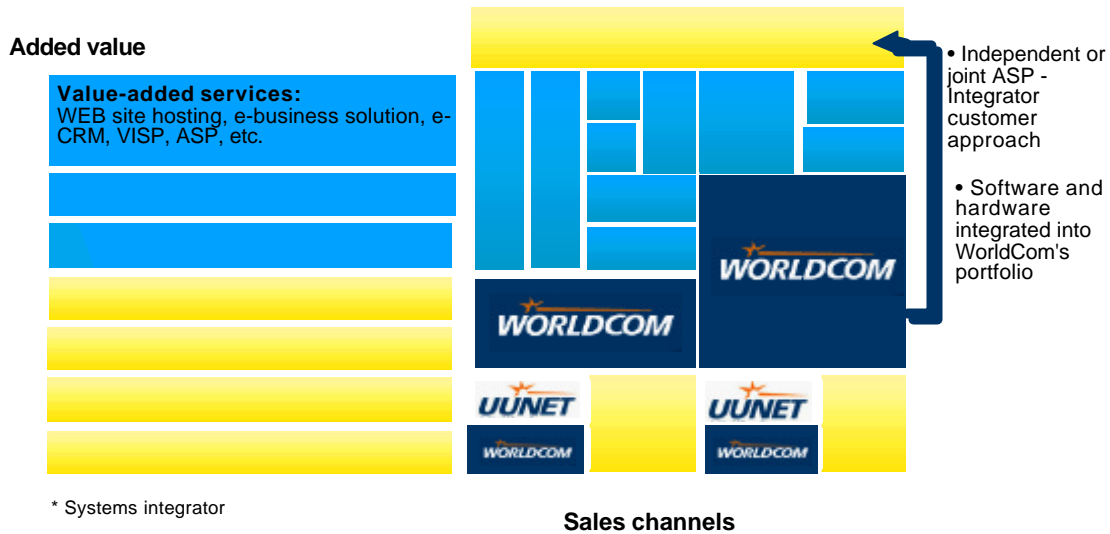 Added value
Value-added services:
WEB site hosting, e-business solution, e-
CRM, VISP, ASP, etc.
• Independent or
joint ASP -
Integrator
customer
approach
• Software and
hardware
integrated into
WorldCom's
portfolio
WORLDCOM
WORLDCOM
UUNET
WORLDCOM
UUNET
WORLDCOM
* Systems integrator
Sales channels